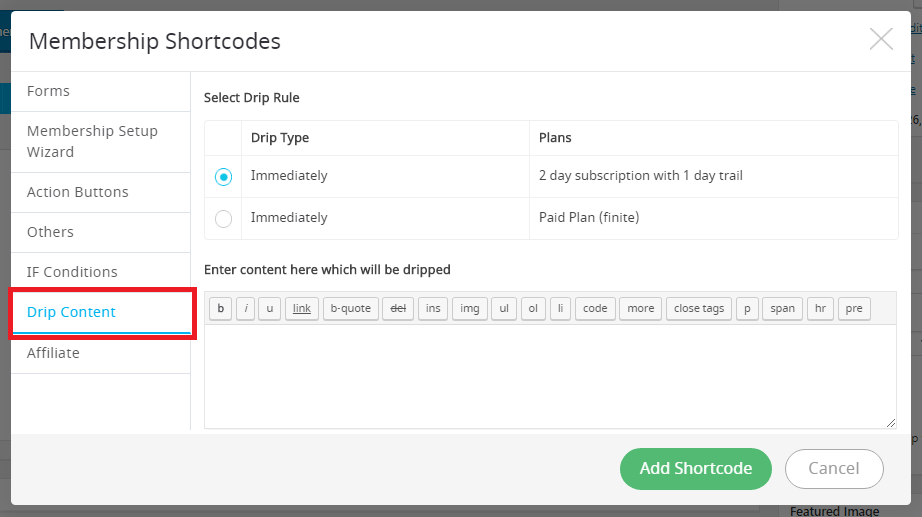 Membership Shortcodes
Forms
Membership Setup
Wizard
Action Buttons
Others
IF Conditions
Drip Content
Affiliate
Select Drip Rule
Drip Type Plans
Immediately 2 day subscription with 1 day trail
Immediately Paid Plan (finite)
Enter content here which will be dripped
b i u link b-quote del ins img ul ol li code more close tags p span hr pre
Add Shortcode Cancel
Featured Image